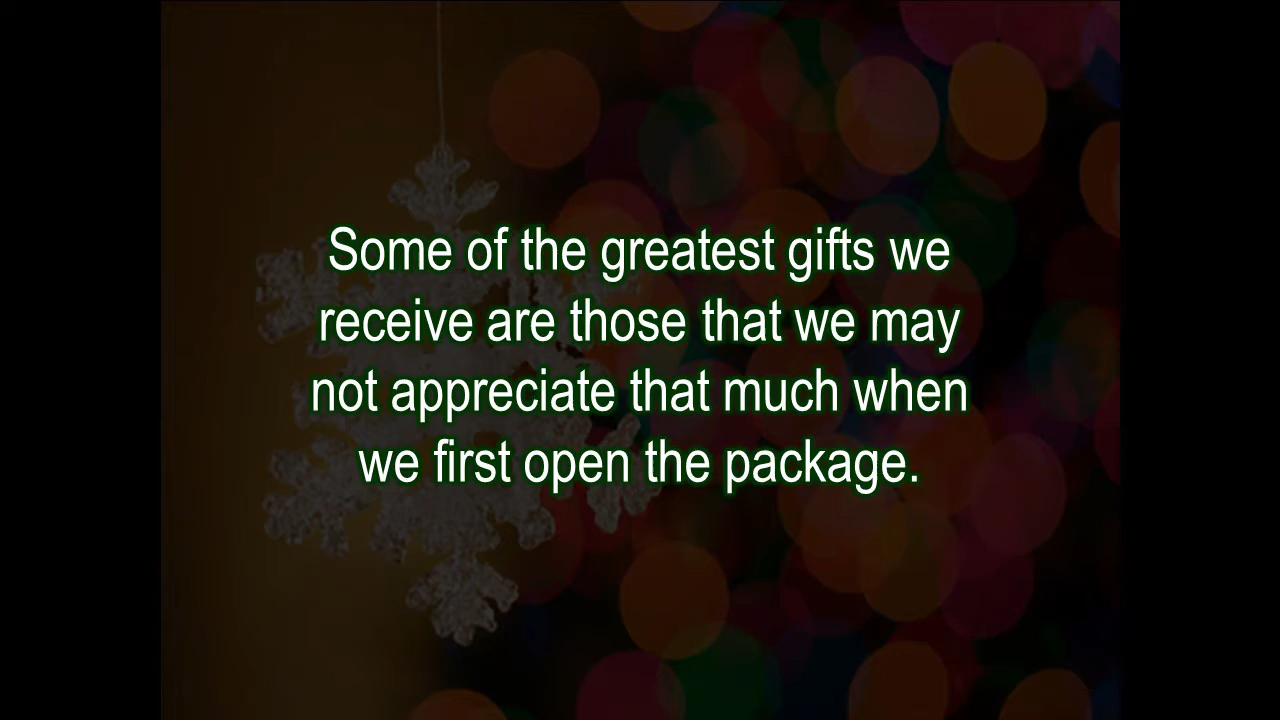 Some of the greatest gifts we
receive are those that we may
not appreciate that much when
we first open the package.